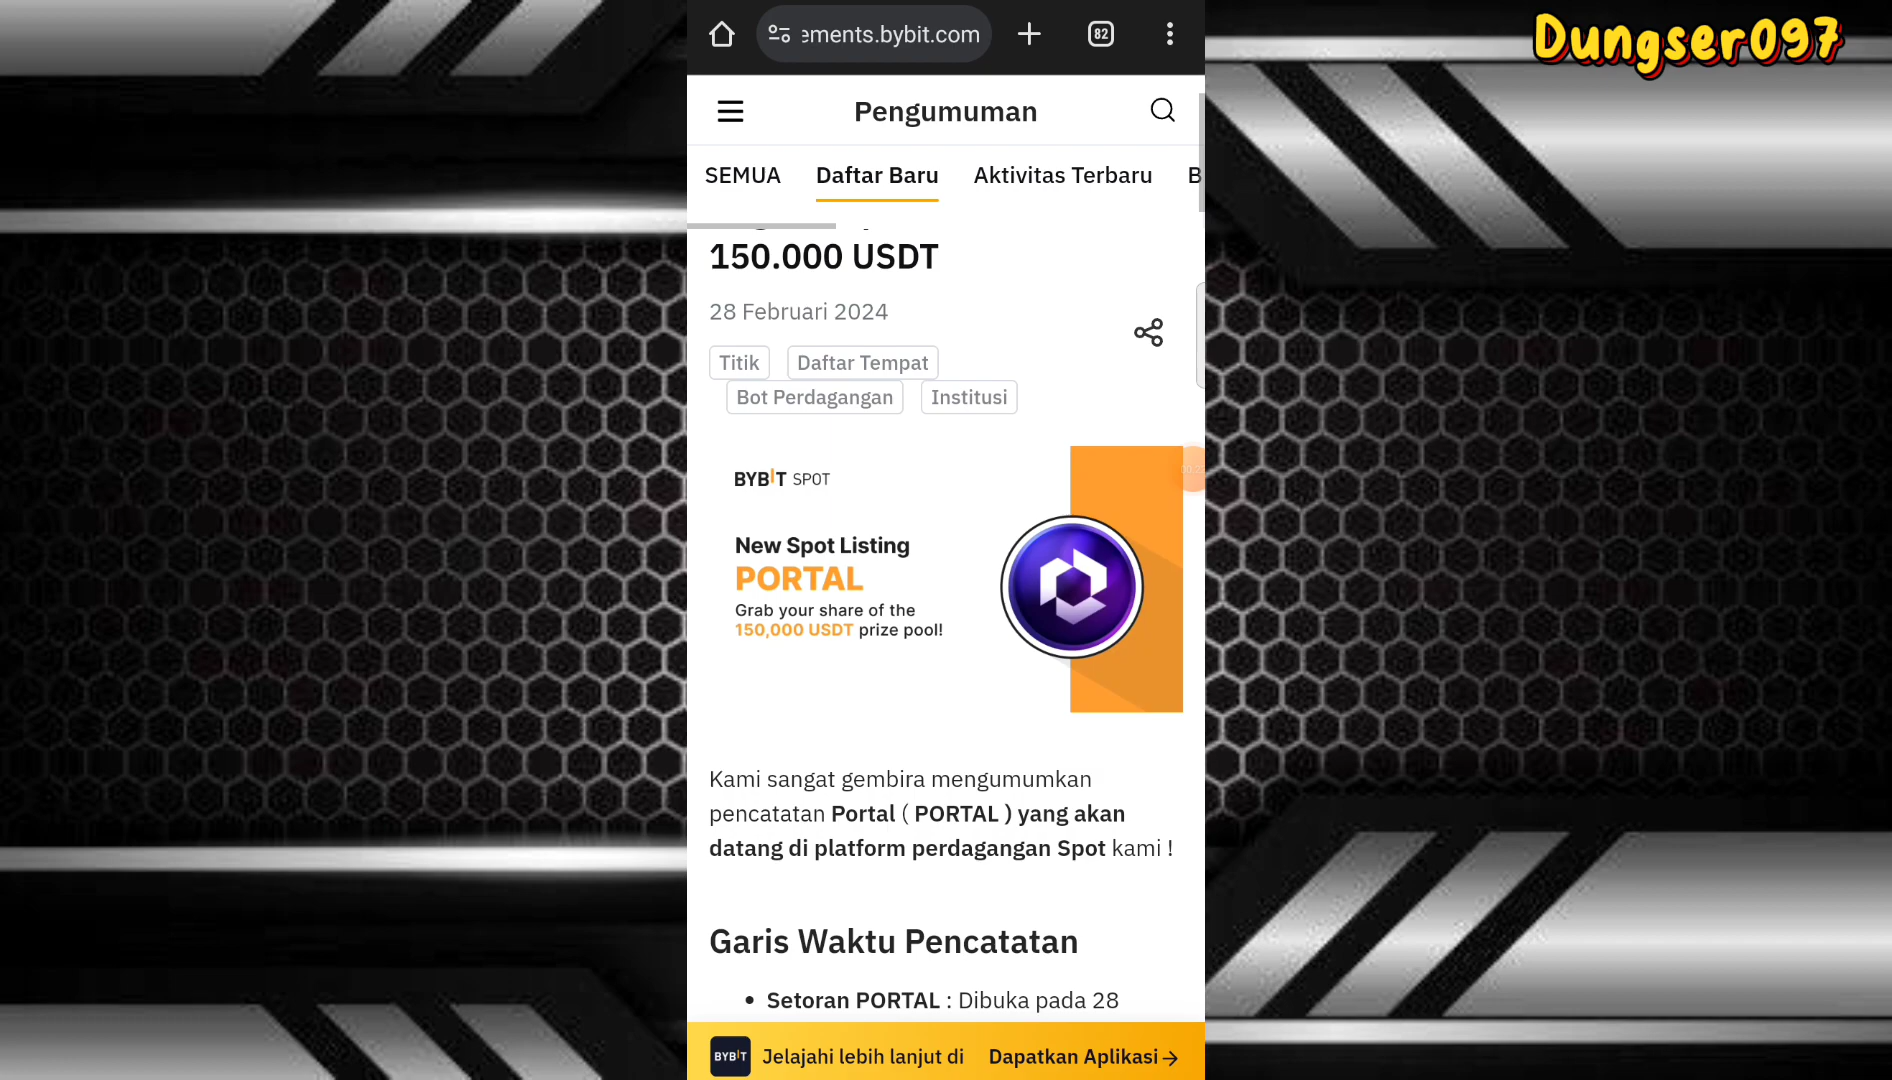 Dungser097
ements.bybit.com
82
Pengumuman
SEMUA Daftar Baru Aktivitas Terbaru B
150.000 USDT
28 Februari 2024
Titik Daftar Tempat
Bot Perdagangan Institusi
BYBIT SPOT
New Spot Listing
PORTAL
Grab your share of the
150,000 USDT prize pool!
Kami sangat gembira mengumumkan
pencatatan Portal ( PORTAL ) yang akan
datang di platform perdagangan Spot kami !
Garis Waktu Pencatatan
• Setoran PORTAL : Dibuka pada 28
BYBIT Jelajahi lebih lanjut di Dapatkan Aplikasi →